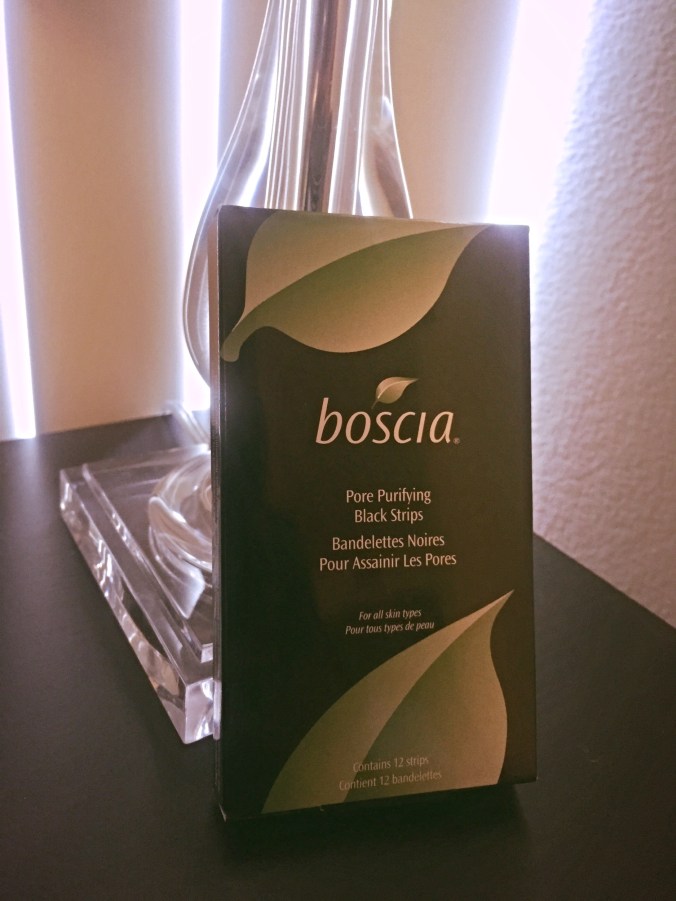 boscia®
Pore Purifying
Black Strips
Bandelettes Noires
Pour Assainir Les Pores
For all skin types
Pour tous types de peau
Contains 12 strips
Contient 12 bandelettes